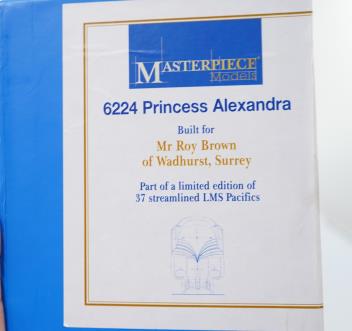 MASTERPIECE
Models
6224 Princess Alexandra
Built for
Mr Roy Brown
of Wadhurst, Surrey
Part of a limited edition of
37 streamlined LMS Pacifics